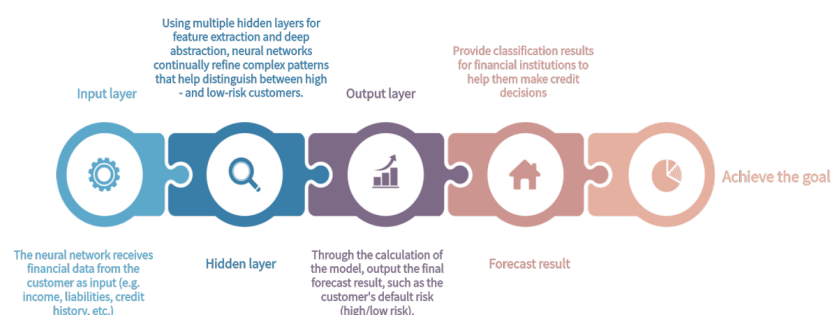 Using multiple hidden layers for
feature extraction and deep
abstraction, neural networks
continually refine complex patterns
that help distinguish between high
- and low-risk customers.
Provide classification results
for financial institutions to
help them make credit
decisions
Input layer
Output layer
Achieve the goal
The neural network receives
financial data from the
customer as input (e.g.
income, liabilities, credit
history, etc.)
Hidden layer
Through the calculation of
the model, output the final
forecast result, such as the
customer's default risk
(high/low risk).
Forecast result